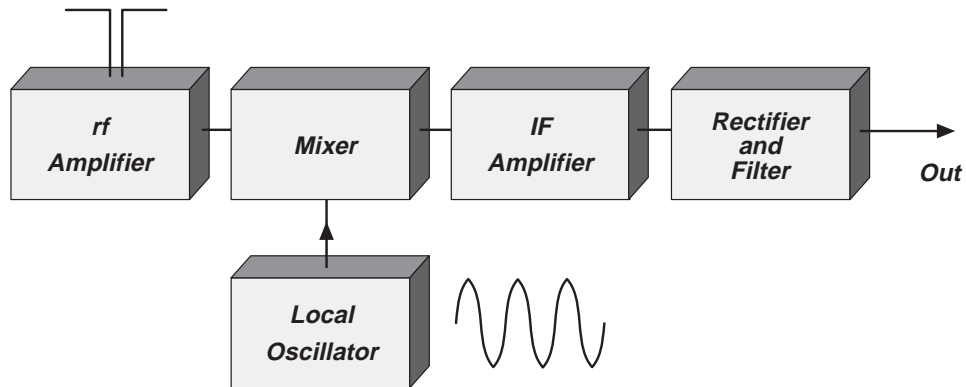 rf
Amplifier
Mixer
IF
Amplifier
Rectifier
and
Filter
Out
Local
Oscillator